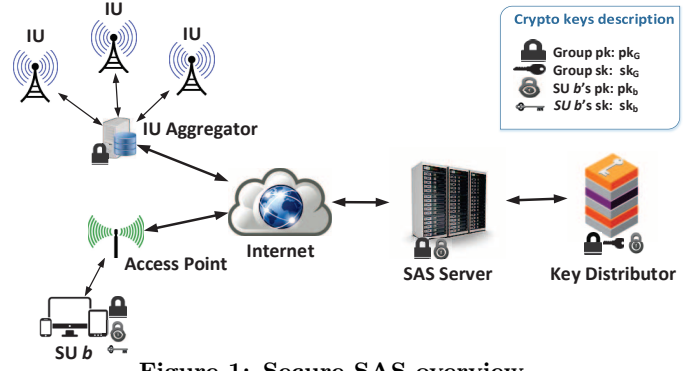 IU
IU
IU
Crypto keys description
Group pk: pkG
Group sk: skG
SU b's pk: pkb
SU b's sk: skb
IU Aggregator
Internet
Access Point
SAS Server
Key Distributor
SU b
Figure 1: Secure SAS overview